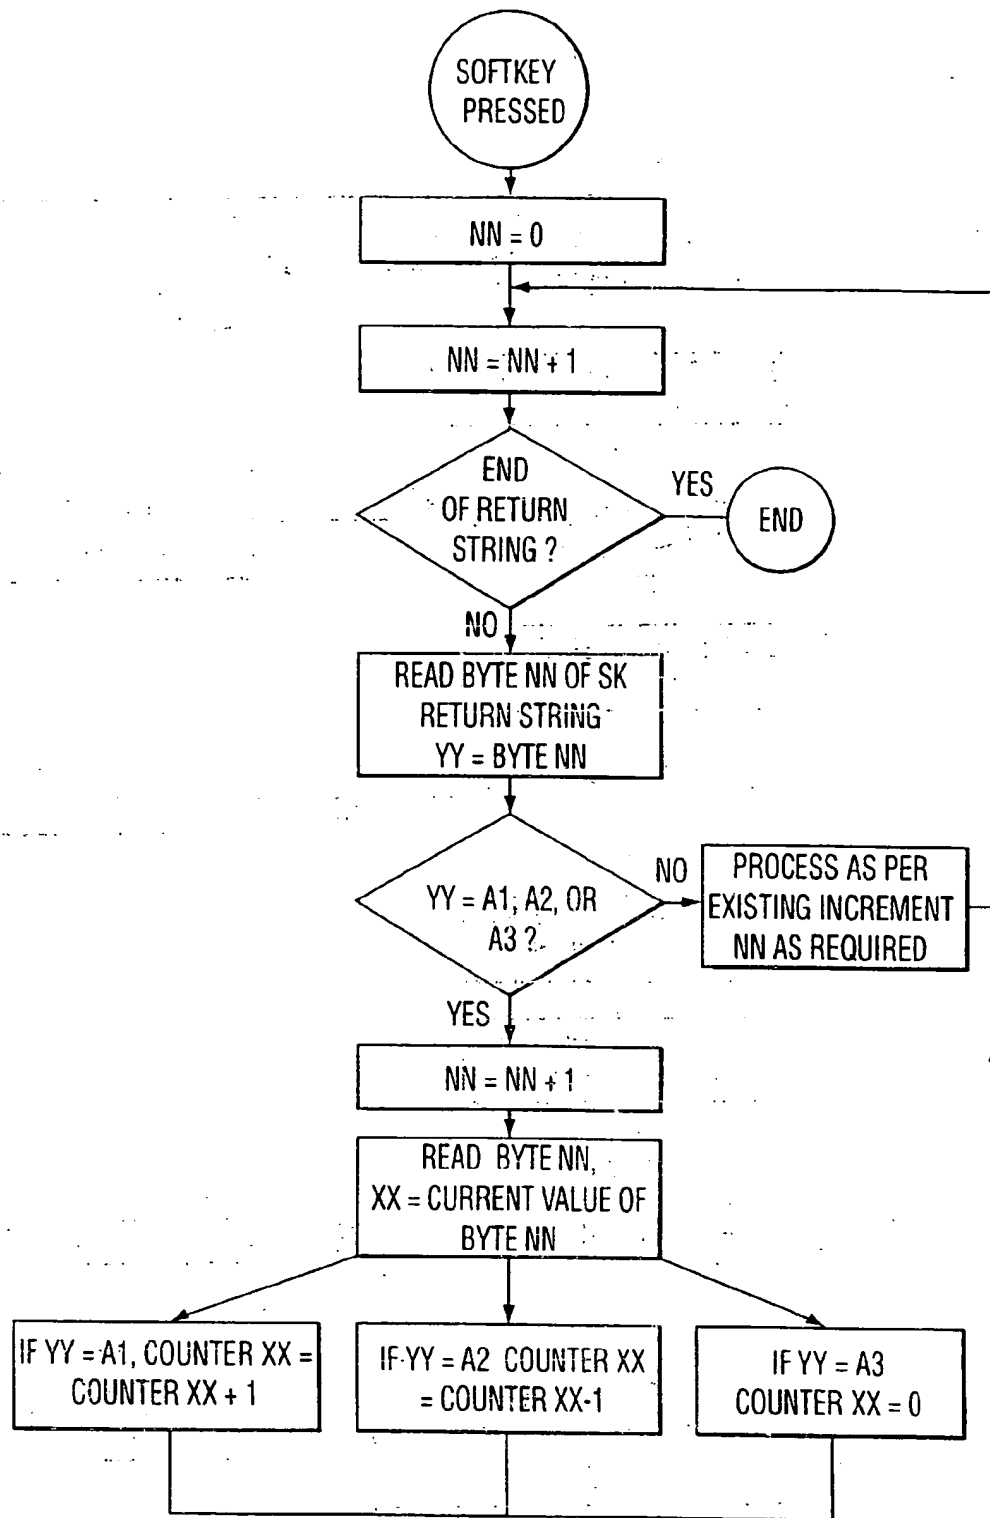 SOFTKEY
PRESSED
NN = 0
NN = NN + 1
END
OF RETURN
STRING ?
YES
END
NO
READ BYTE NN OF SK
RETURN STRING
YY = BYTE NN
YY = A1, A2, OR
A3 ?
NO
PROCESS AS PER
EXISTING INCREMENT
NN AS REQUIRED
YES
NN = NN + 1
READ BYTE NN,
XX = CURRENT VALUE OF
BYTE NN
IF YY = A1, COUNTER XX =
COUNTER XX + 1
IF YY = A2 COUNTER XX
= COUNTER XX-1
IF YY = A3
COUNTER XX = 0